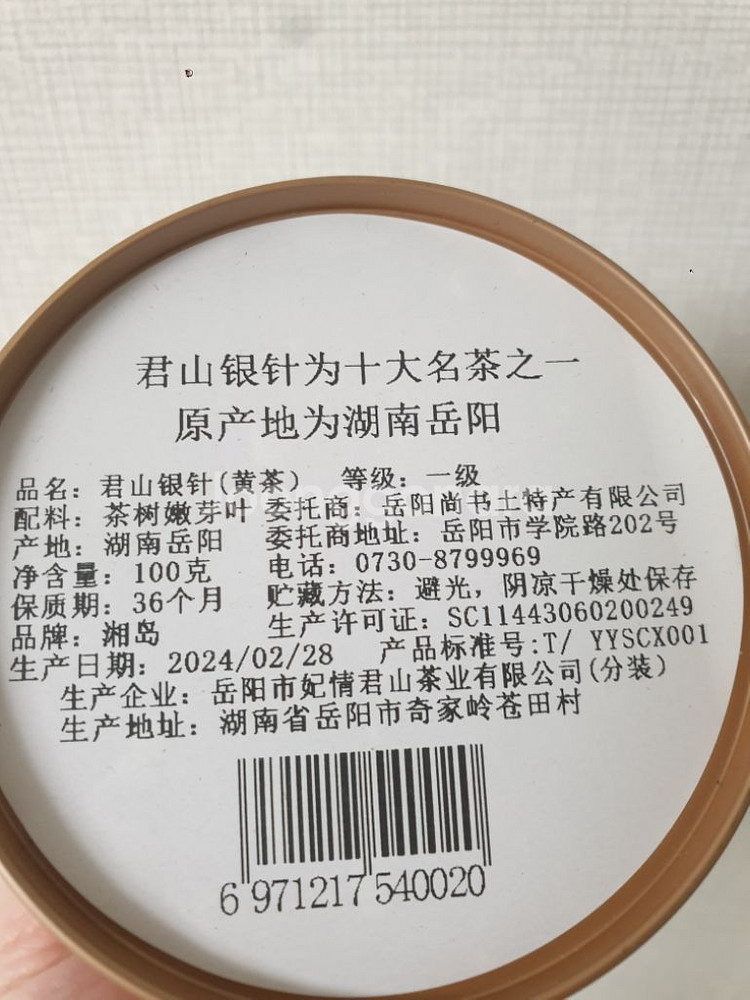 君山银针为十大名茶之一
原产地为湖南岳阳
品名：君山银针(黄茶) 等级：一级
配料：茶树嫩芽叶 委托商：岳阳尚书土特产有限公司
产地：湖南岳阳 委托商地址：岳阳市学院路202号
净含量：100克 电话：0730-8799969
保质期：36个月 贮藏方法：避光，阴凉干燥处保存
品牌：湘岛 生产许可证：SC11443060200249
生产日期：2024/02/28 产品标准号:T/ YYSCX001
生产企业：岳阳市妃情君山茶业有限公司(分装)
生产地址：湖南省岳阳市奇家岭苍田村
6 971217 540020